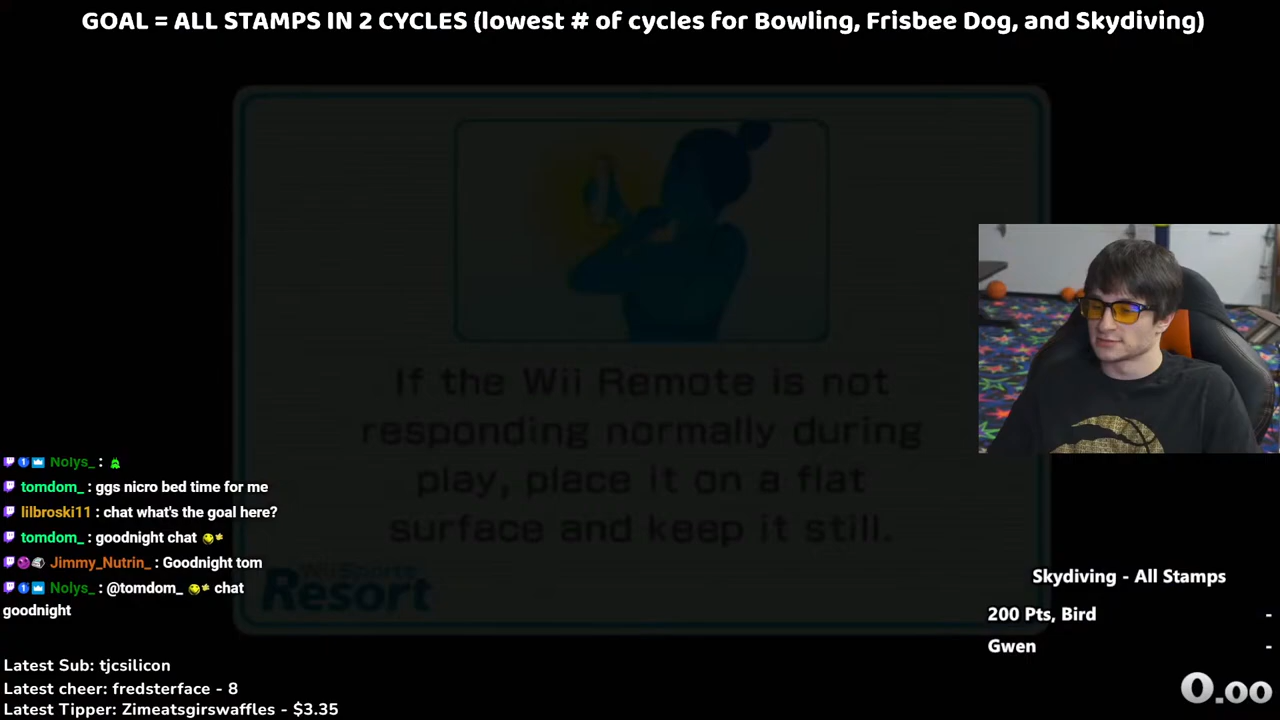 GOAL = ALL STAMPS IN 2 CYCLES (lowest # of cycles for Bowling, Frisbee Dog, and Skydiving)
If the Wii Remote is not
responding normally during
play, place it on a flat
surface and keep it still.
Wii Sports
Resort
Nolys_ :
tomdom_ : ggs nicro bed time for me
lilbroski11 : chat what's the goal here?
tomdom_ : goodnight chat
Jimmy_Nutrin_ : Goodnight tom
Nolys_ : @tomdom_ chat
goodnight
Latest Sub: tjcsilicon
Latest cheer: fredsterface - 8
Latest Tipper: Zimeatsgirswaffles - $3.35
Skydiving - All Stamps
200 Pts, Bird -
Gwen -
0.00